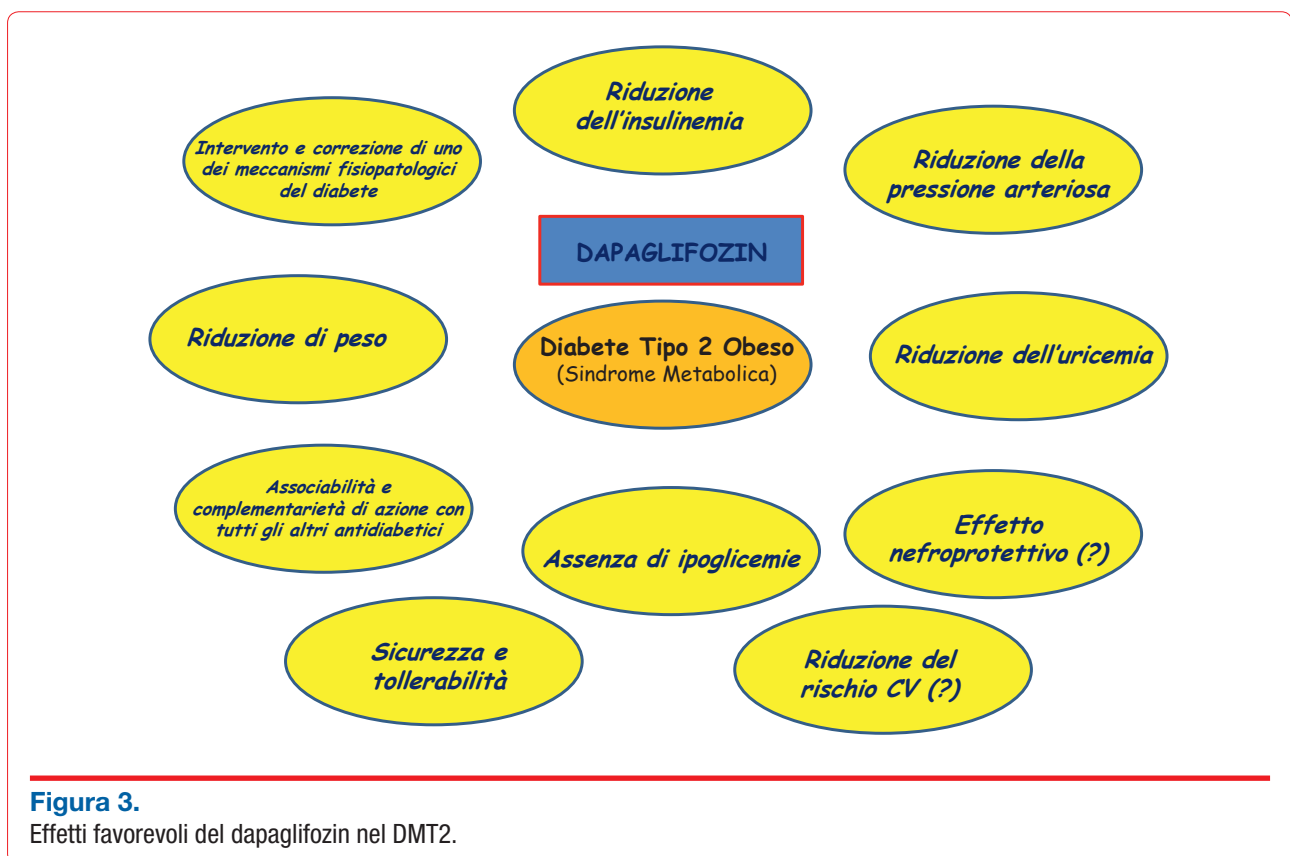 Riduzione
dell'insulinemia
Intervento e correzione di uno
dei meccanismi fisiopatologici
del diabete
Riduzione della
pressione arteriosa
DAPAGLIFOZIN
Riduzione di peso
Diabete Tipo 2 Obeso
(Sindrome Metabolica)
Riduzione dell'uricemia
Associabilità e
complementarietà di azione con
tutti gli altri antidiabetici
Assenza di ipoglicemie
Effetto
nefroprotettivo (?)
Sicurezza e
tollerabilità
Riduzione del
rischio CV (?)
Figura 3.
Effetti favorevoli del dapaglifozin nel DMT2.